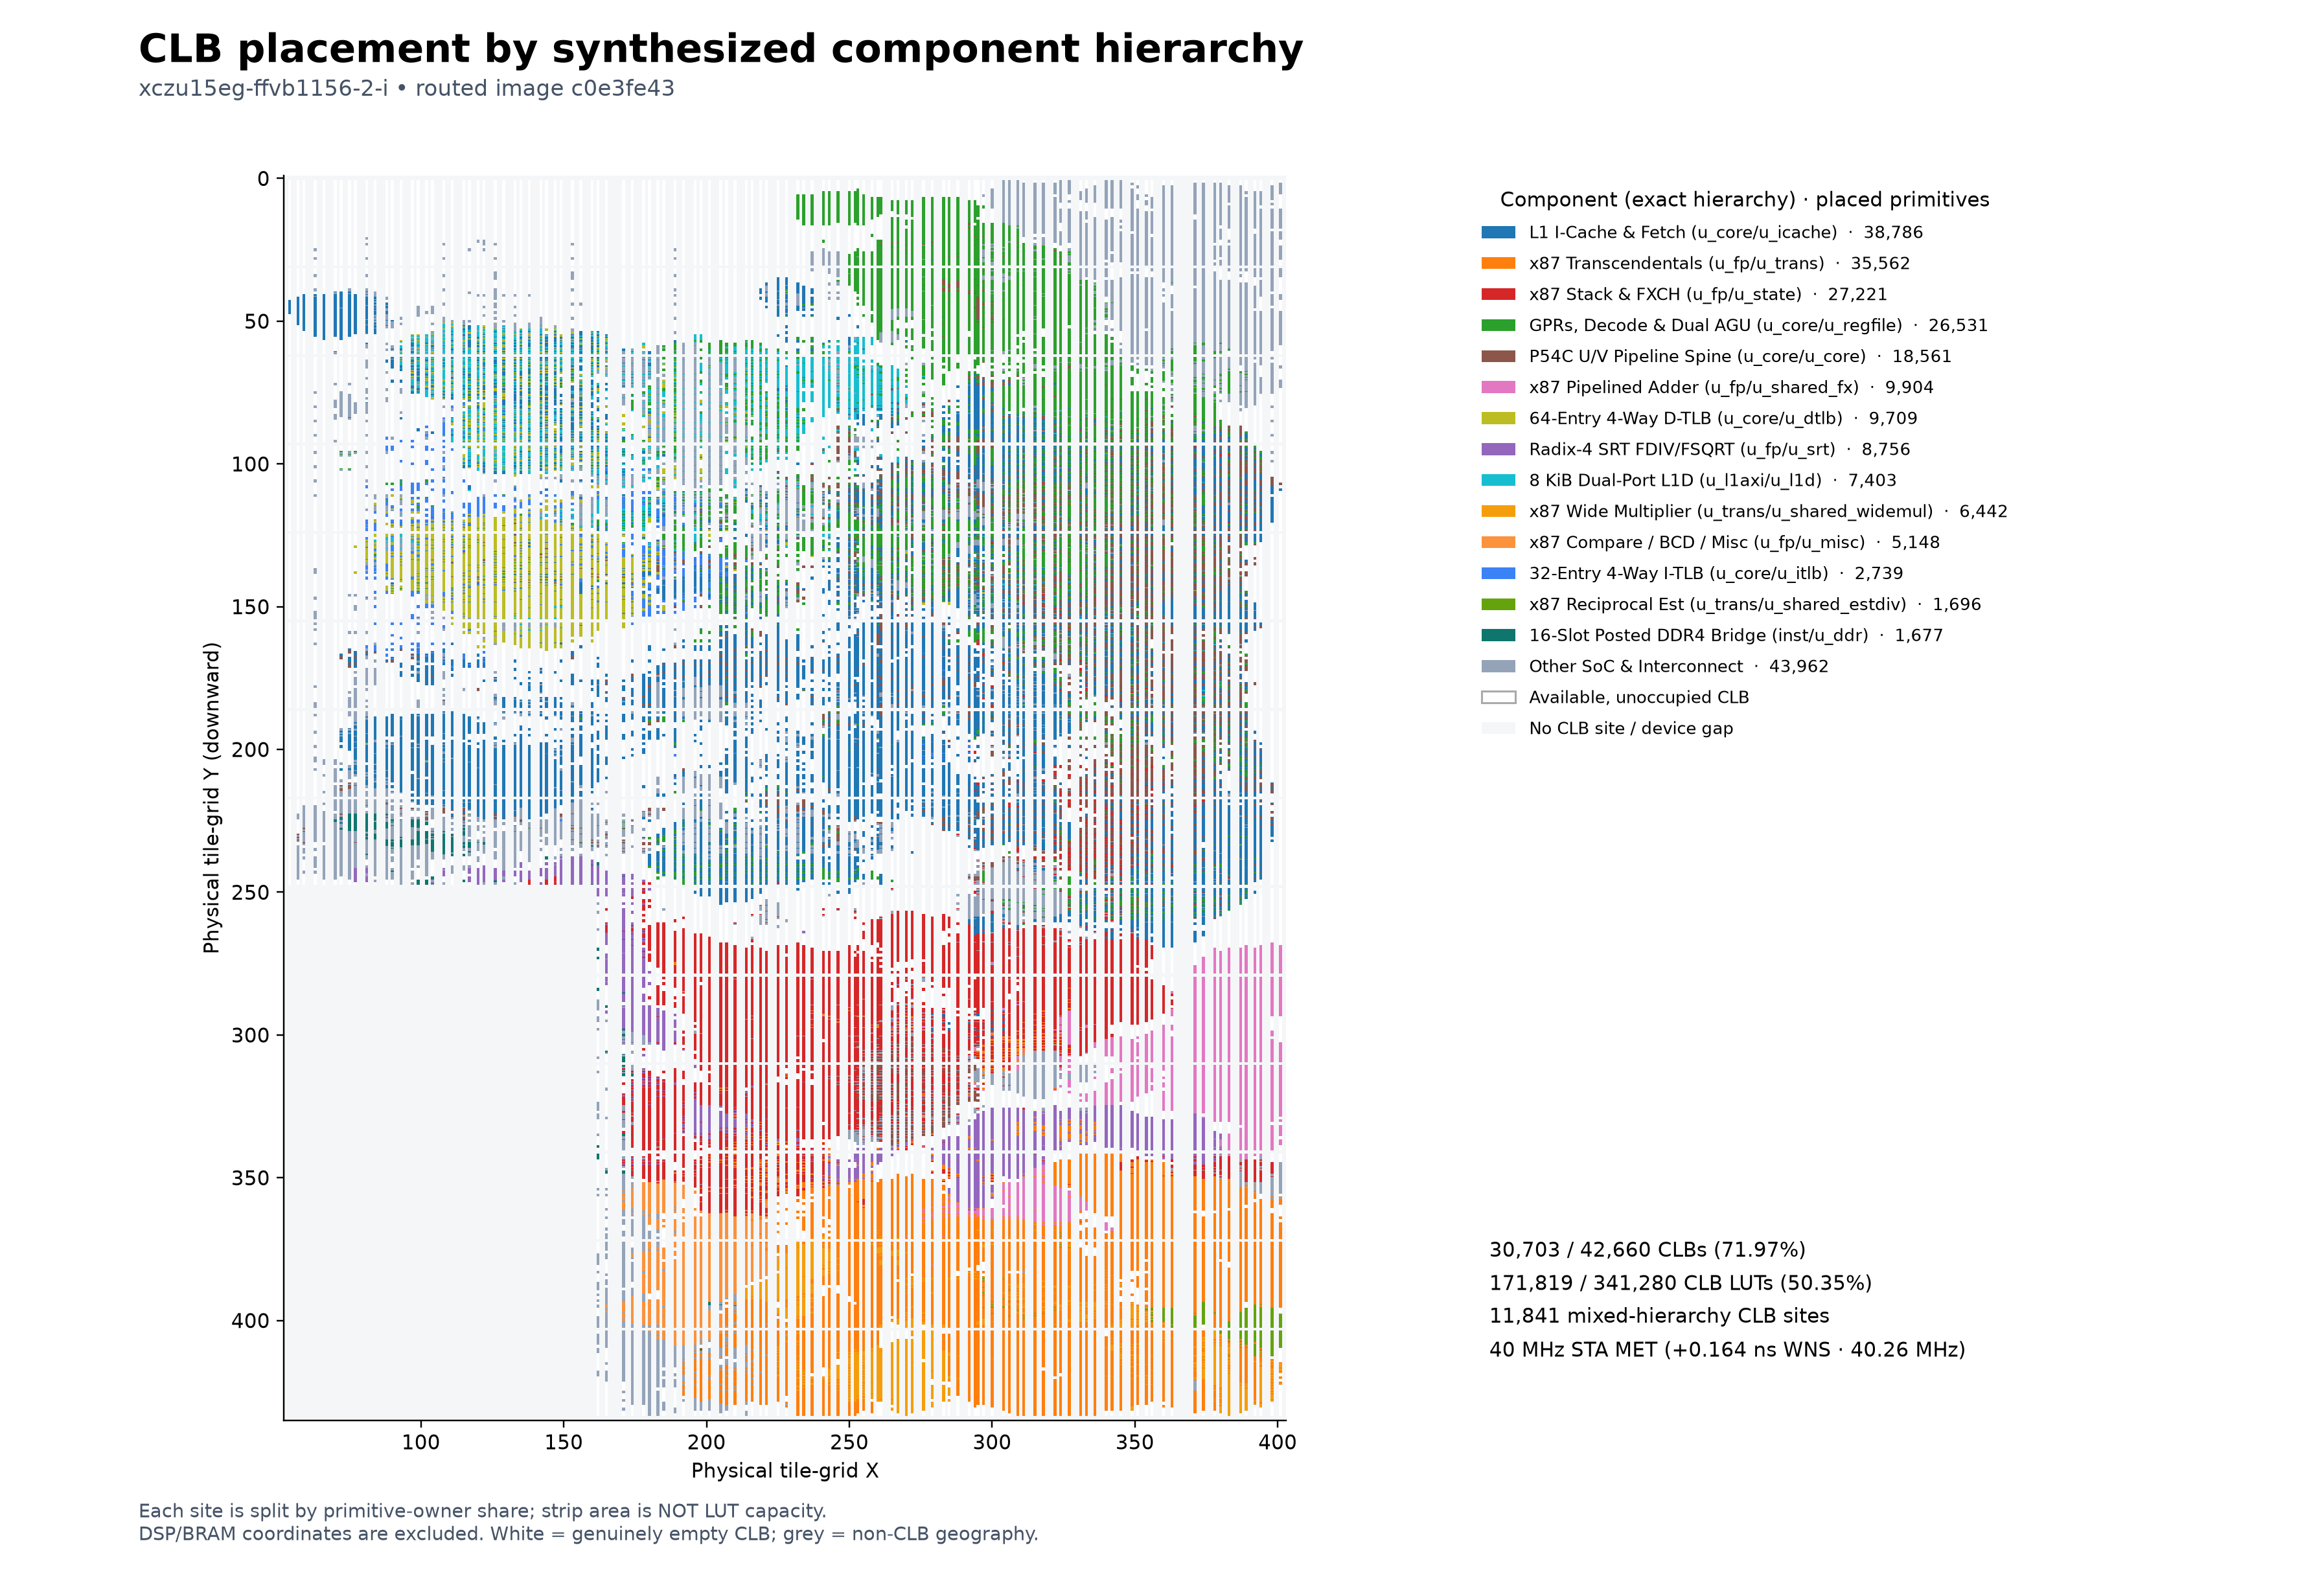 CLB placement by synthesized component hierarchy
xczu15eg-ffvb1156-2-i • routed image c0e3fe43
Physical tile-grid Y (downward)
0
50
100
150
200
250
300
350
400
100
150
200
250
300
350
400
Physical tile-grid X
Component (exact hierarchy) · placed primitives
L1 I-Cache & Fetch (u_core/u_icache) · 38,786
x87 Transcendentals (u_fp/u_trans) · 35,562
x87 Stack & FXCH (u_fp/u_state) · 27,221
GPRs, Decode & Dual AGU (u_core/u_regfile) · 26,531
P54C U/V Pipeline Spine (u_core/u_core) · 18,561
x87 Pipelined Adder (u_fp/u_shared_fx) · 9,904
64-Entry 4-Way D-TLB (u_core/u_dtlb) · 9,709
Radix-4 SRT FDIV/FSQRT (u_fp/u_srt) · 8,756
8 KiB Dual-Port L1D (u_l1axi/u_l1d) · 7,403
x87 Wide Multiplier (u_trans/u_shared_widemul) · 6,442
x87 Compare / BCD / Misc (u_fp/u_misc) · 5,148
32-Entry 4-Way I-TLB (u_core/u_itlb) · 2,739
x87 Reciprocal Est (u_trans/u_shared_estdiv) · 1,696
16-Slot Posted DDR4 Bridge (inst/u_ddr) · 1,677
Other SoC & Interconnect · 43,962
Available, unoccupied CLB
No CLB site / device gap
30,703 / 42,660 CLBs (71.97%)
171,819 / 341,280 CLB LUTs (50.35%)
11,841 mixed-hierarchy CLB sites
40 MHz STA MET (+0.164 ns WNS · 40.26 MHz)
Each site is split by primitive-owner share; strip area is NOT LUT capacity.
DSP/BRAM coordinates are excluded. White = genuinely empty CLB; grey = non-CLB geography.